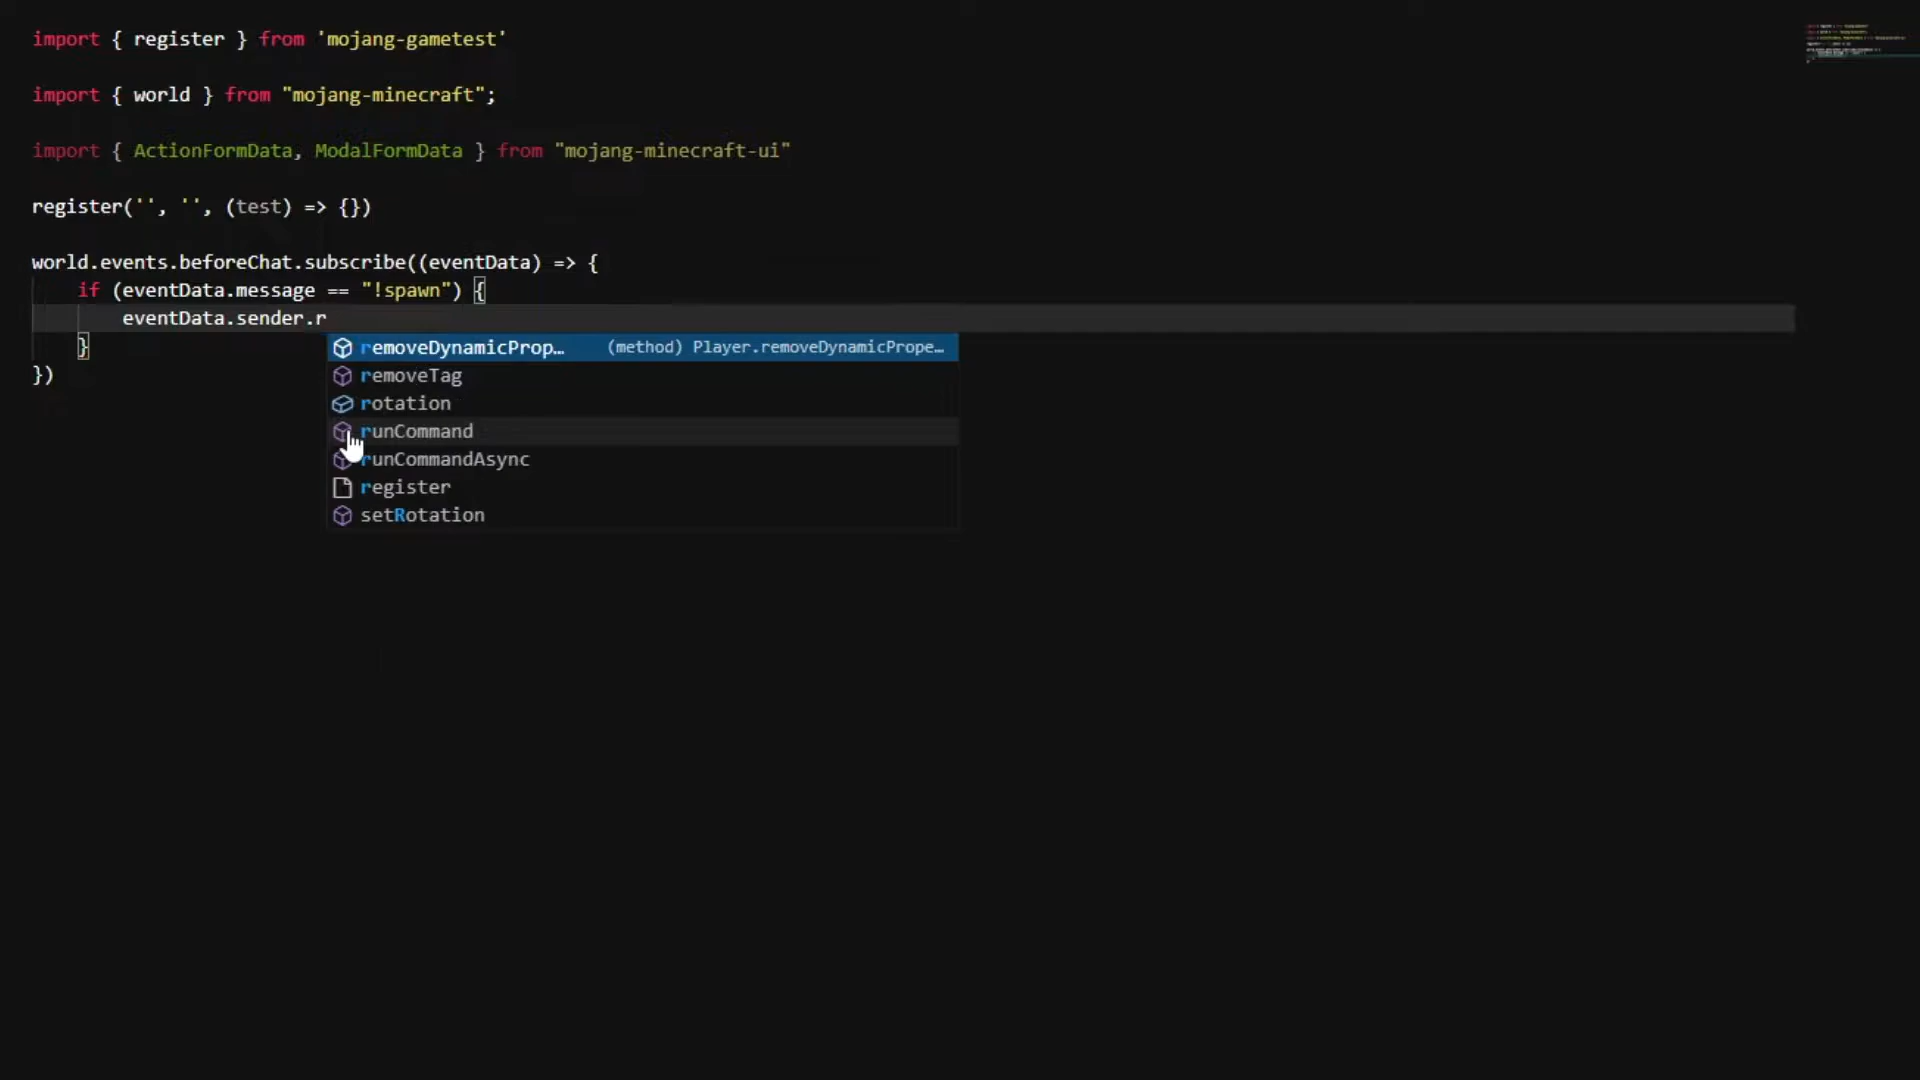 import { register } from 'mojang-gametest'
import { world } from "mojang-minecraft";
import { ActionFormData, ModalFormData } from "mojang-minecraft-ui"
register('', '', (test) => {})
world.events.beforeChat.subscribe((eventData) => {
if (eventData.message == "!spawn") {
eventData.sender.r
}
})
removeDynamicProp… (method) Player.removeDynamicPrope…
removeTag
rotation
runCommand
runCommandAsync
register
setRotation